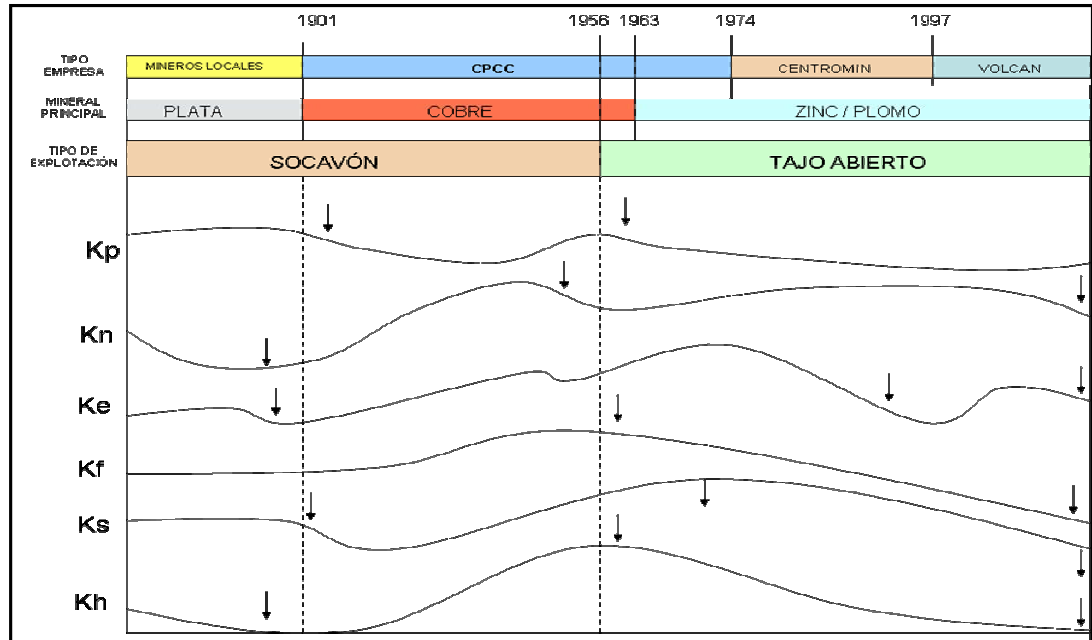 1901 1956 1963 1974 1997
TIPO
EMPRESA
MINEROS LOCALES CPCC CENTROMIN VOLCAN
MINERAL
PRINCIPAL
PLATA COBRE ZINC / PLOMO
TIPO DE
EXPLOTACIÓN
SOCAVÓN TAJO ABIERTO
Kp
Kn
Ke
Kf
Ks
Kh